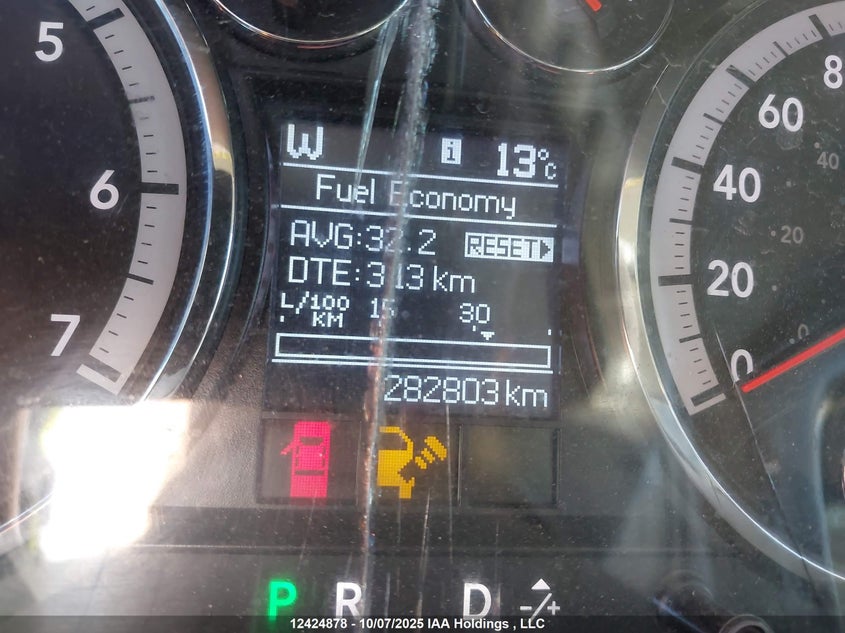 5
6
7
W i 13°C
Fuel Economy
AVG:32.2 RESET
DTE:313 km
L/100 KM 15 30
282803 km
8
60
40
20
0
40
20
0
P R D -/+
12424878 - 10/07/2025 IAA Holdings , LLC